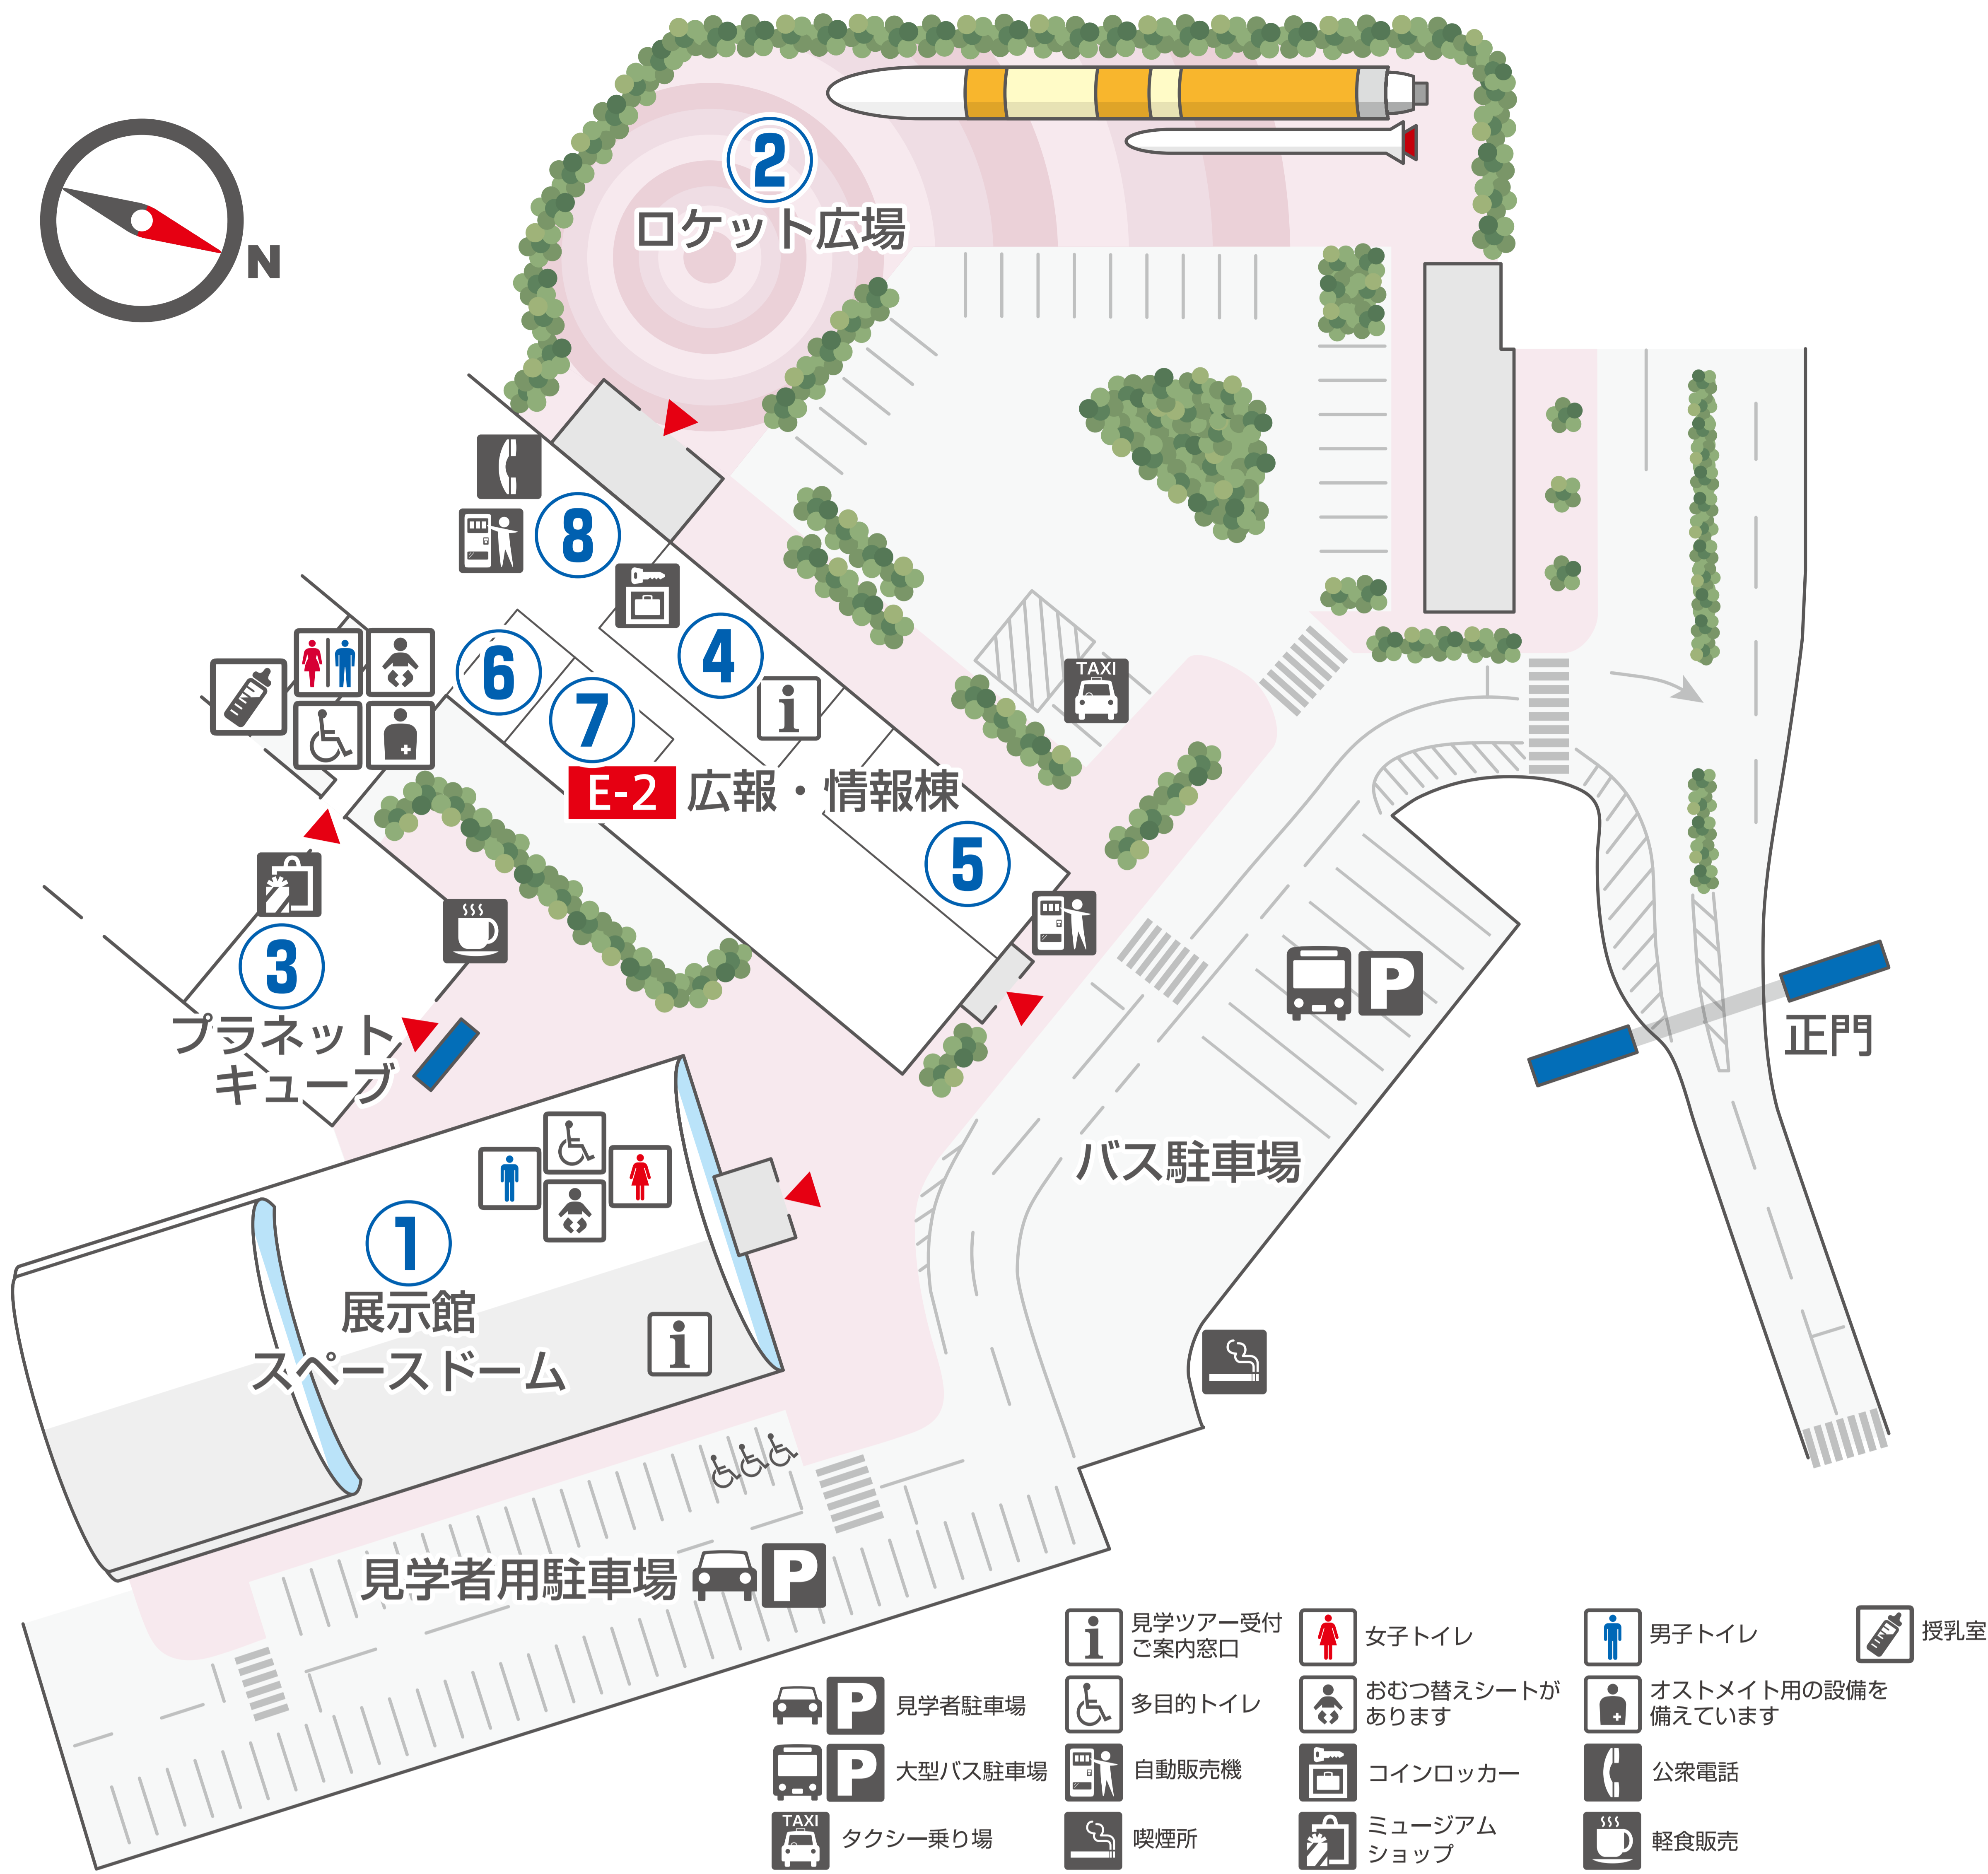 N
2
ロケット広場
8
4
6
7
TAXI
E-2 広報・情報棟
5
3
プラネット
キューブ
P
正門
バス駐車場
1
展示館
スペースドーム
見学者用駐車場 P
見学ツアー受付
ご案内窓口
女子トイレ
男子トイレ
授乳室
P 見学者駐車場
多目的トイレ
おむつ替えシートが
あります
オストメイト用の設備を
備えています
P 大型バス駐車場
自動販売機
コインロッカー
公衆電話
TAXI
タクシー乗り場
喫煙所
ミュージアム
ショップ
軽食販売